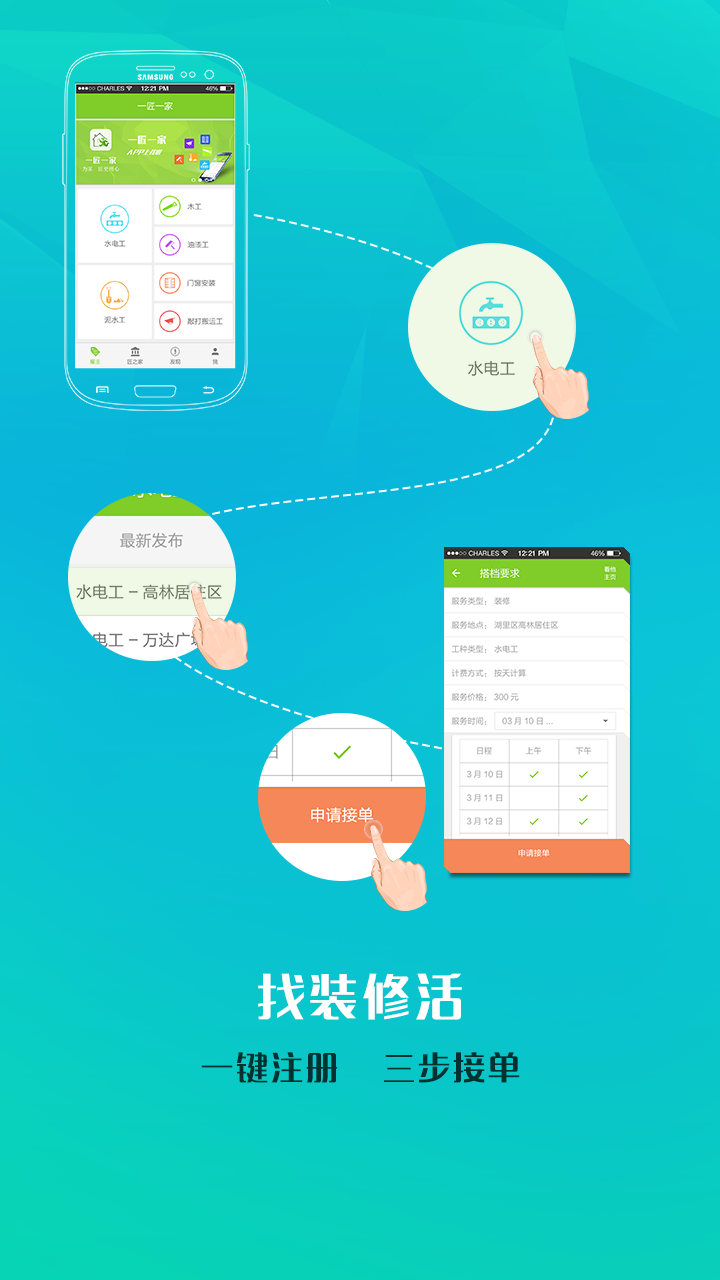 SAMSUNG
CHARLES 12:21 PM 46%
一匠一家
一匠一家
一匠一家
水电工
木工
油漆工
泥水工
门窗安装
敲打搬运工
雇主 匠之家 发现 我
水电工
最新发布
水电工 – 高林居住区
电工 – 万达广
CHARLES 12:21 PM 46%
搭档要求
看他
主页
服务类型: 装修
服务地点: 湖里区高林居住区
工种类型: 水电工
计费方式: 按天计算
服务价格: 300 元
服务时间: 03 月 10 日 ...
日程 上午 下午
3 月 10 日
3 月 11 日
3 月 12 日
申请接单
日
申请接单
找装修活
一键注册 三步接单